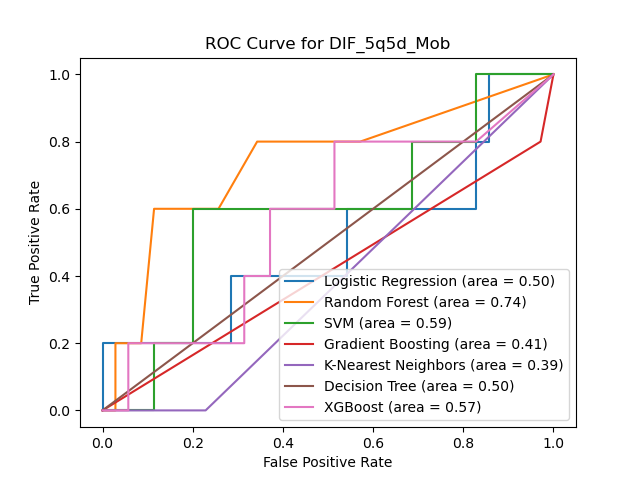 ROC Curve for DIF_5q5d_Mob
True Positive Rate
1.0
0.8
0.6
0.4
0.2
0.0
Logistic Regression (area = 0.50)
Random Forest (area = 0.74)
SVM (area = 0.59)
Gradient Boosting (area = 0.41)
K-Nearest Neighbors (area = 0.39)
Decision Tree (area = 0.50)
XGBoost (area = 0.57)
0.0 0.2 0.4 0.6 0.8 1.0
False Positive Rate